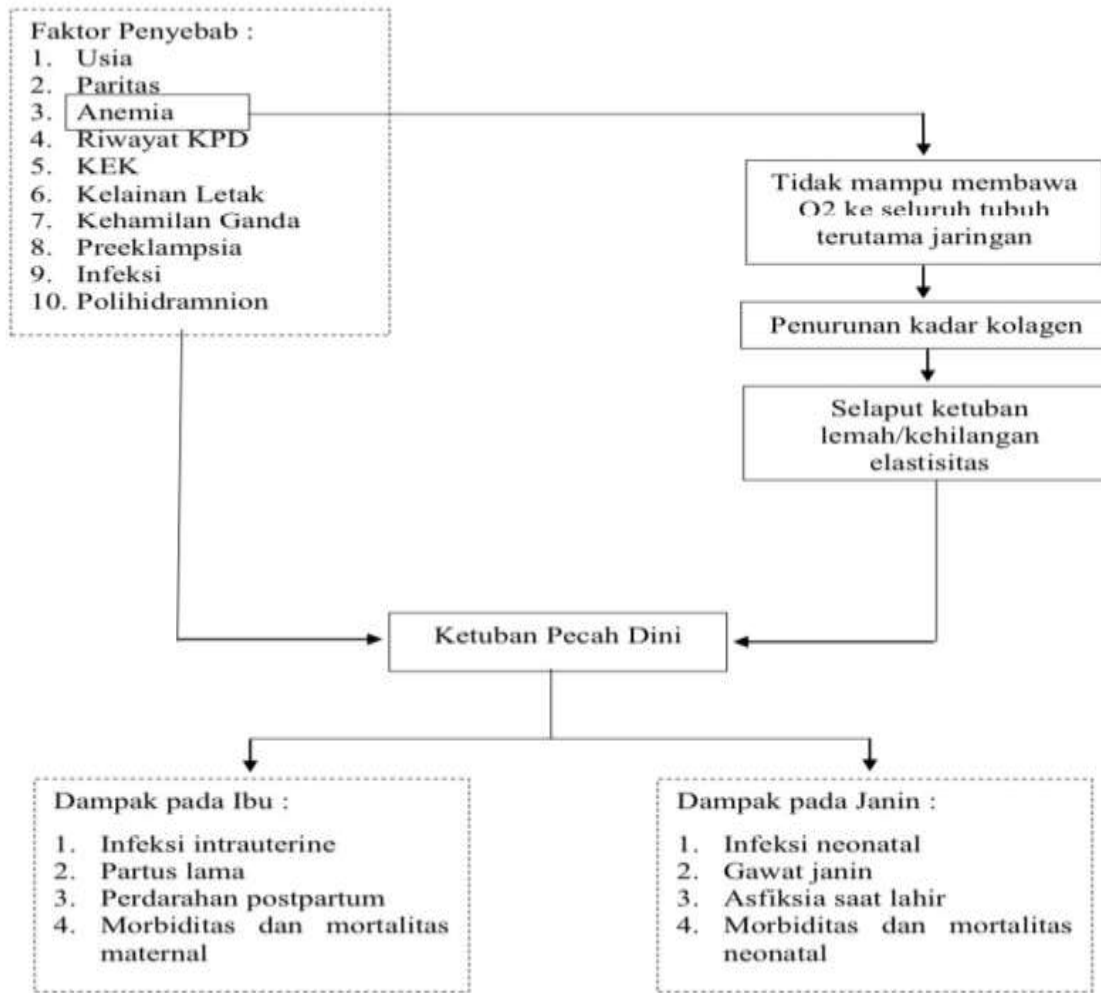 Faktor Penyebab :
1. Usia
2. Paritas
3. Anemia
4. Riwayat KPD
5. KEK
6. Kelainan Letak
7. Kehamilan Ganda
8. Preeklampsia
9. Infeksi
10. Polihidramnion
Tidak mampu membawa
O2 ke seluruh tubuh
terutama jaringan
Penurunan kadar kolagen
Selaput ketuban
lemah/kehilangan
elastisitas
Ketuban Pecah Dini
Dampak pada Ibu :
1. Infeksi intrauterine
2. Partus lama
3. Perdarahan postpartum
4. Morbiditas dan mortalitas
maternal
Dampak pada Janin :
1. Infeksi neonatal
2. Gawat janin
3. Asfiksia saat lahir
4. Morbiditas dan mortalitas
neonatal